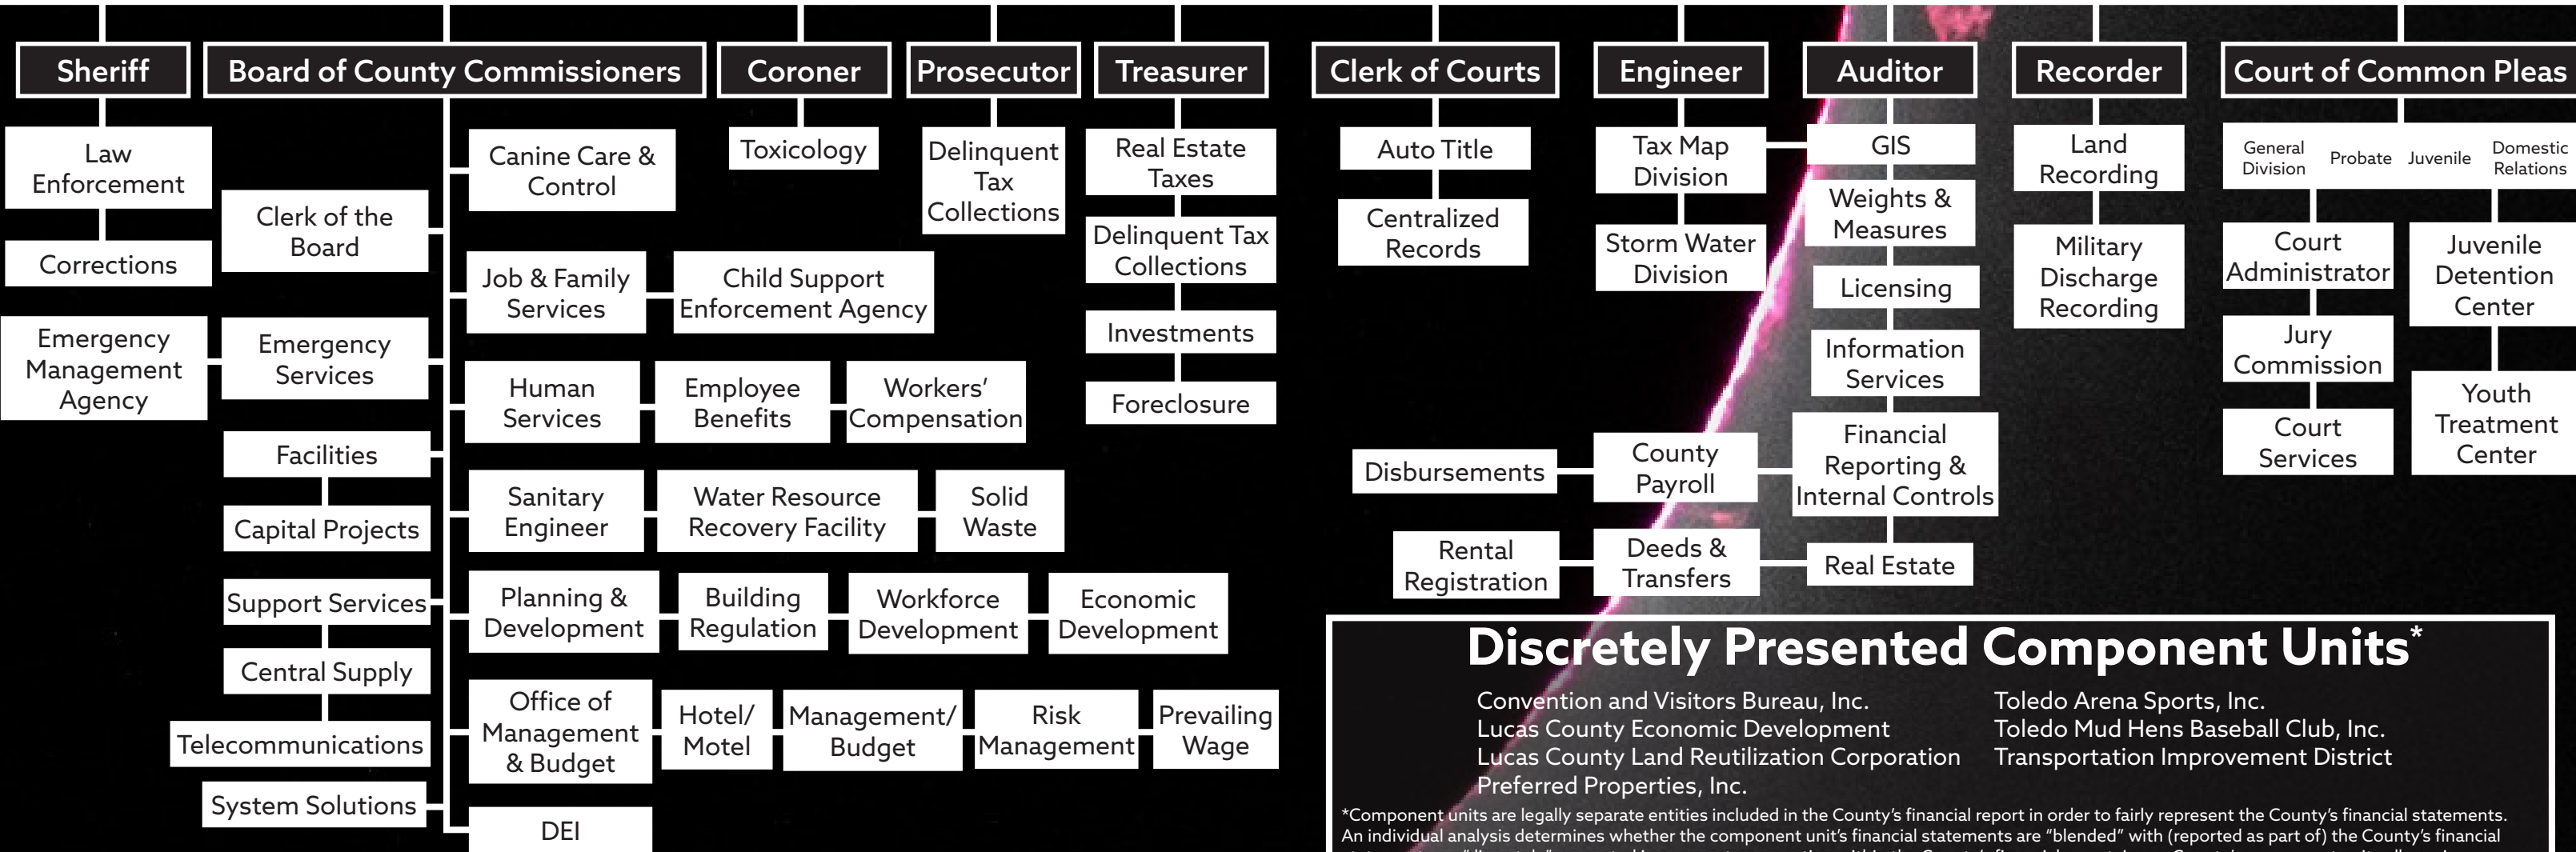 Sheriff
Board of County Commissioners
Coroner
Prosecutor
Treasurer
Clerk of Courts
Engineer
Auditor
Recorder
Court of Common Pleas
Law
Enforcement
Corrections
Clerk of the
Board
Emergency
Management
Agency
Emergency
Services
Facilities
Capital Projects
Support Services
Central Supply
Telecommunications
System Solutions
Canine Care &
Control
Job & Family
Services
Child Support
Enforcement Agency
Human
Services
Employee
Benefits
Workers’
Compensation
Sanitary
Engineer
Water Resource
Recovery Facility
Solid
Waste
Planning &
Development
Building
Regulation
Workforce
Development
Economic
Development
Office of
Management
& Budget
Hotel/
Motel
Management/
Budget
Risk
Management
Prevailing
Wage
DEI
Toxicology
Delinquent
Tax
Collections
Real Estate
Taxes
Delinquent Tax
Collections
Investments
Foreclosure
Auto Title
Centralized
Records
Tax Map
Division
Storm Water
Division
GIS
Weights &
Measures
Licensing
Information
Services
Financial
Reporting &
Internal Controls
County
Payroll
Disbursements
Real Estate
Deeds &
Transfers
Rental
Registration
Land
Recording
Military
Discharge
Recording
General
Division
Probate
Juvenile
Domestic
Relations
Court
Administrator
Jury
Commission
Court
Services
Juvenile
Detention
Center
Youth
Treatment
Center
Discretely Presented Component Units*
Convention and Visitors Bureau, Inc.
Lucas County Economic Development
Lucas County Land Reutilization Corporation
Preferred Properties, Inc.
Toledo Arena Sports, Inc.
Toledo Mud Hens Baseball Club, Inc.
Transportation Improvement District
*Component units are legally separate entities included in the County’s financial report in order to fairly represent the County’s financial statements.
An individual analysis determines whether the component unit’s financial statements are “blended” with (reported as part of) the County’s financial